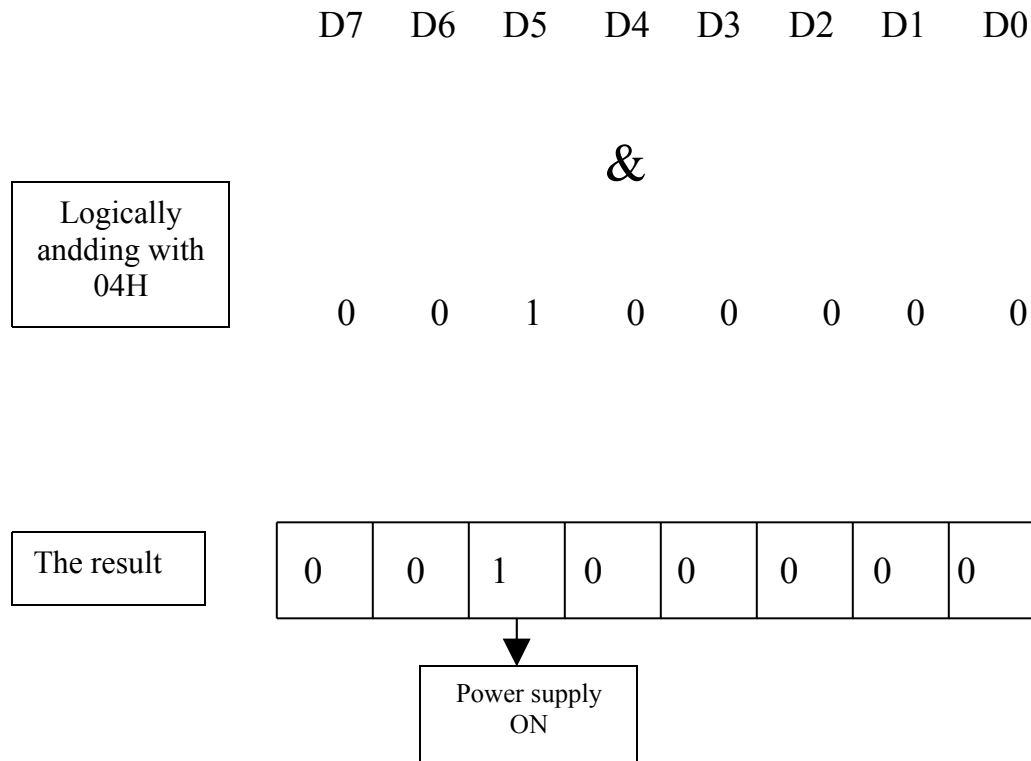 D7 D6 D5 D4 D3 D2 D1 D0
&
Logically
andding with
04H
0 0 1 0 0 0 0 0
The result
0 0 1 0 0 0 0 0
Power supply
ON